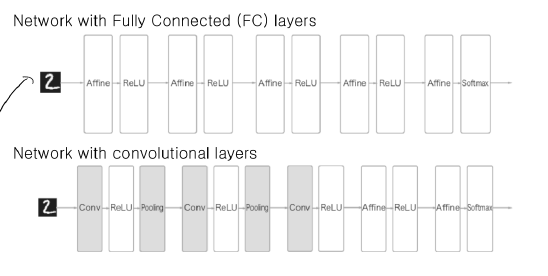 Network with Fully Connected (FC) layers
2 Affine ReLU Affine ReLU Affine ReLU Affine ReLU Affine Softmax
Network with convolutional layers
2 Conv ReLU Pooling Conv ReLU Pooling Conv ReLU Affine ReLU Affine Softmax